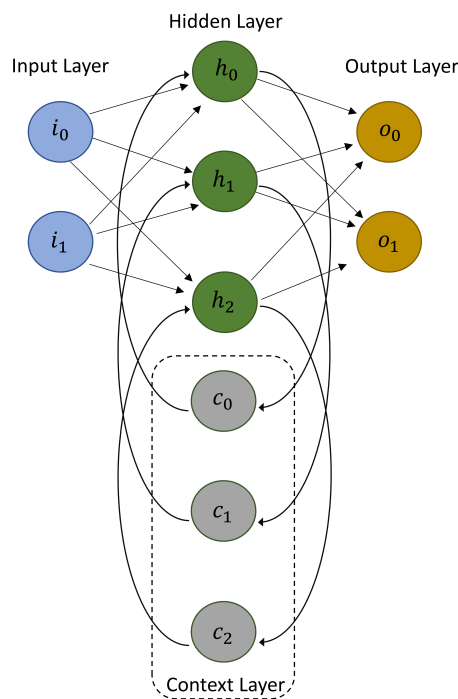 Hidden Layer
Input Layer
Output Layer
h₀
i₀
o₀
h₁
i₁
o₁
h₂
c₀
c₁
c₂
Context Layer